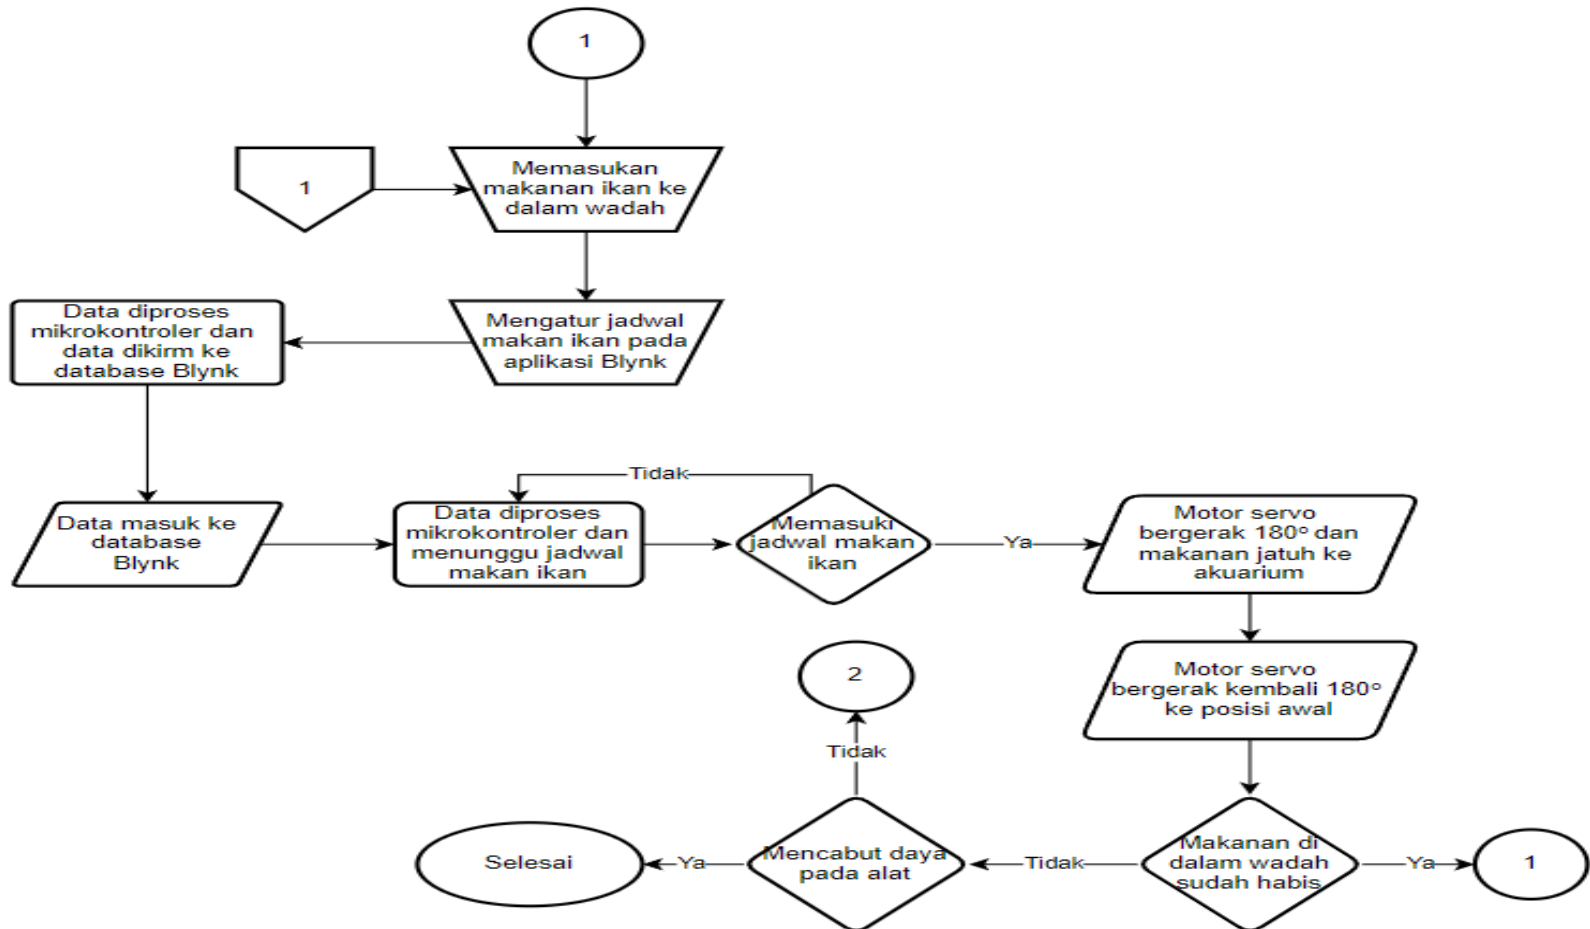 1
1
Memasukan
makanan ikan ke
dalam wadah
Mengatur jadwal
makan ikan pada
aplikasi Blynk
Data diproses
mikrokontroler dan
data dikirm ke
database Blynk
Data masuk ke
database
Blynk
Tidak
Data diproses
mikrokontroler dan
menunggu jadwal
makan ikan
Memasuki
jadwal makan
ikan
Ya
Motor servo
bergerak 180° dan
makanan jatuh ke
akuarium
Motor servo
bergerak kembali 180°
ke posisi awal
Makanan di
dalam wadah
sudah habis
Ya
1
Tidak
Mencabut daya
pada alat
Tidak
2
Ya
Selesai